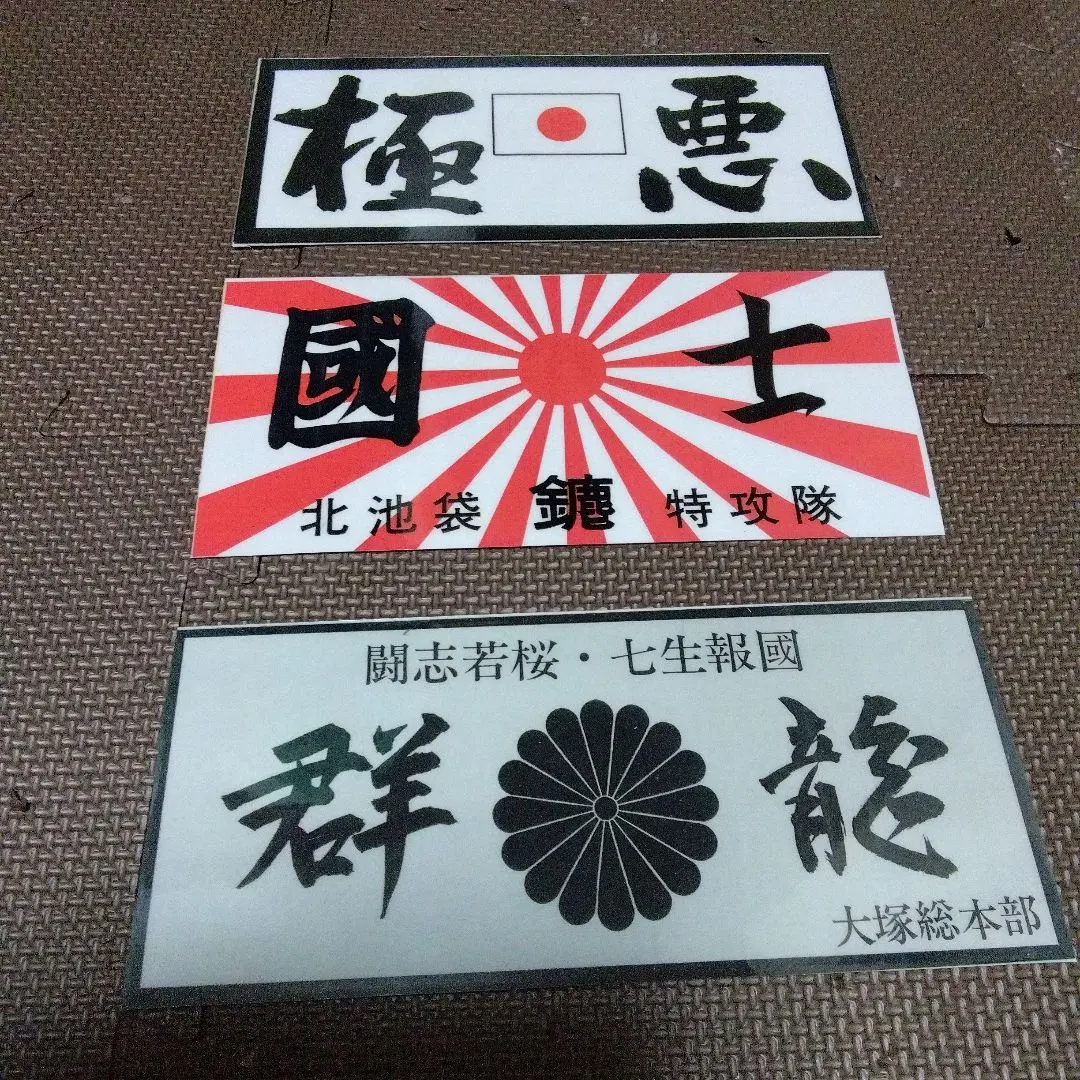 極悪
國士
北池袋 鏕 特攻隊
闘志若桜・七生報國
群龍
大塚総本部